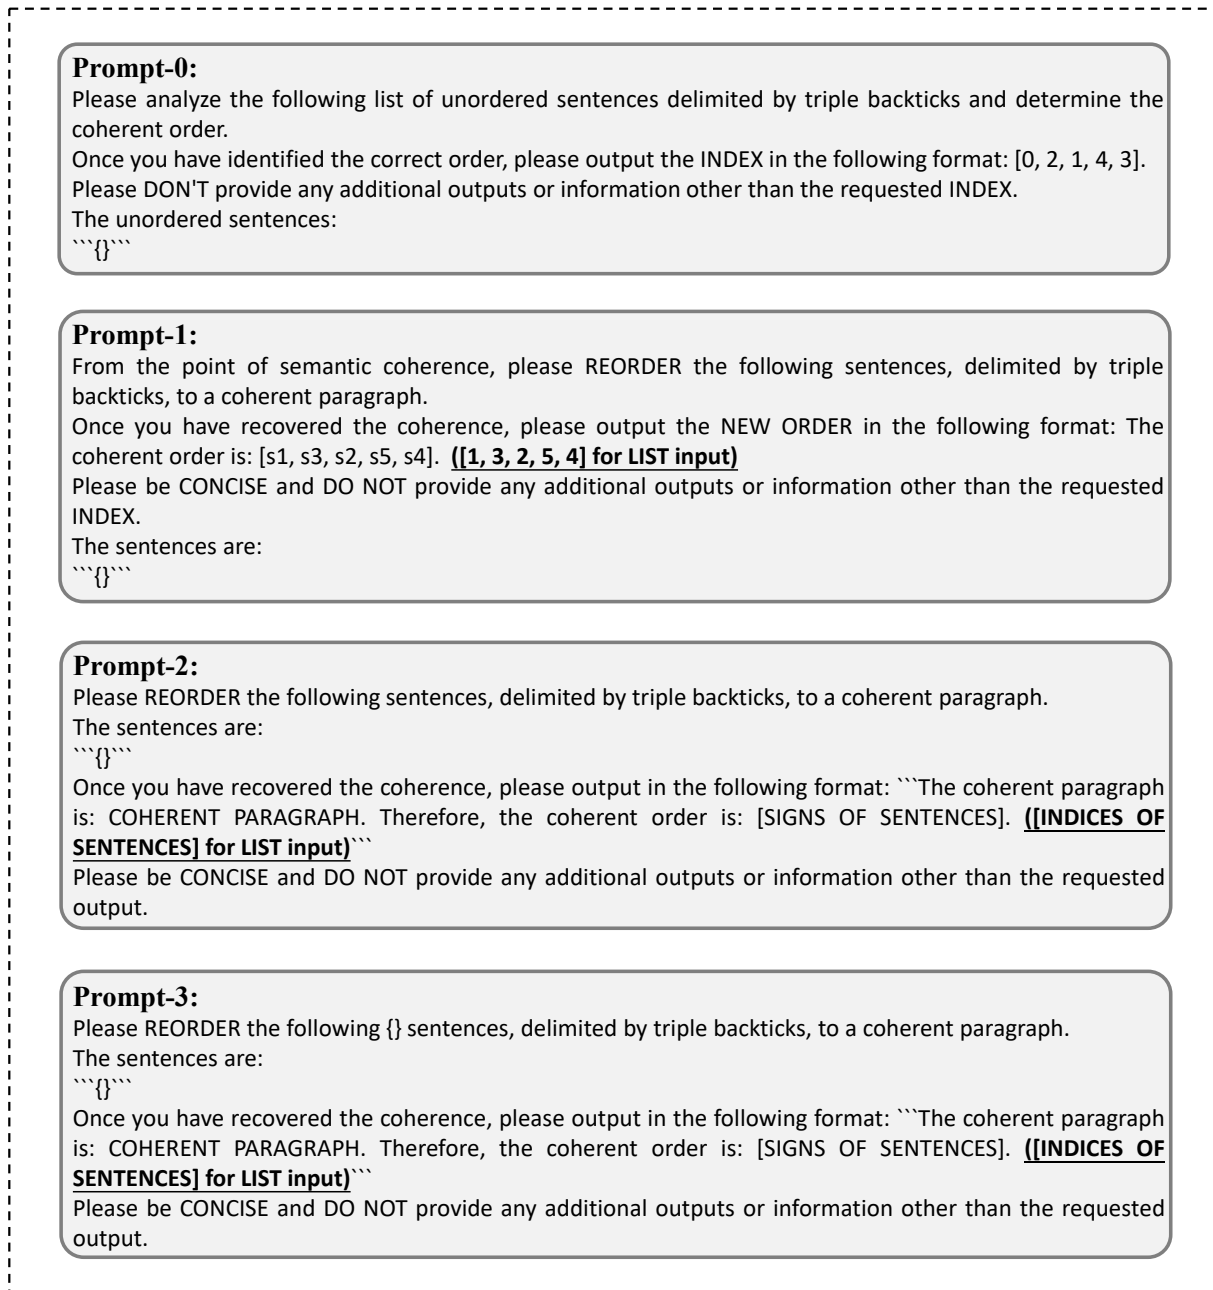 Prompt-0:
Please analyze the following list of unordered sentences delimited by triple backticks and determine the
coherent order.
Once you have identified the correct order, please output the INDEX in the following format: [0, 2, 1, 4, 3].
Please DON'T provide any additional outputs or information other than the requested INDEX.
The unordered sentences:
```{}```
Prompt-1:
From the point of semantic coherence, please REORDER the following sentences, delimited by triple
backticks, to a coherent paragraph.
Once you have recovered the coherence, please output the NEW ORDER in the following format: The
coherent order is: [s1, s3, s2, s5, s4]. ([1, 3, 2, 5, 4] for LIST input)
Please be CONCISE and DO NOT provide any additional outputs or information other than the requested
INDEX.
The sentences are:
```{}```
Prompt-2:
Please REORDER the following sentences, delimited by triple backticks, to a coherent paragraph.
The sentences are:
```{}```
Once you have recovered the coherence, please output in the following format: ```The coherent paragraph
is: COHERENT PARAGRAPH. Therefore, the coherent order is: [SIGNS OF SENTENCES]. ([INDICES OF
SENTENCES] for LIST input)```
Please be CONCISE and DO NOT provide any additional outputs or information other than the requested
output.
Prompt-3:
Please REORDER the following {} sentences, delimited by triple backticks, to a coherent paragraph.
The sentences are:
```{}```
Once you have recovered the coherence, please output in the following format: ```The coherent paragraph
is: COHERENT PARAGRAPH. Therefore, the coherent order is: [SIGNS OF SENTENCES]. ([INDICES OF
SENTENCES] for LIST input)```
Please be CONCISE and DO NOT provide any additional outputs or information other than the requested
output.